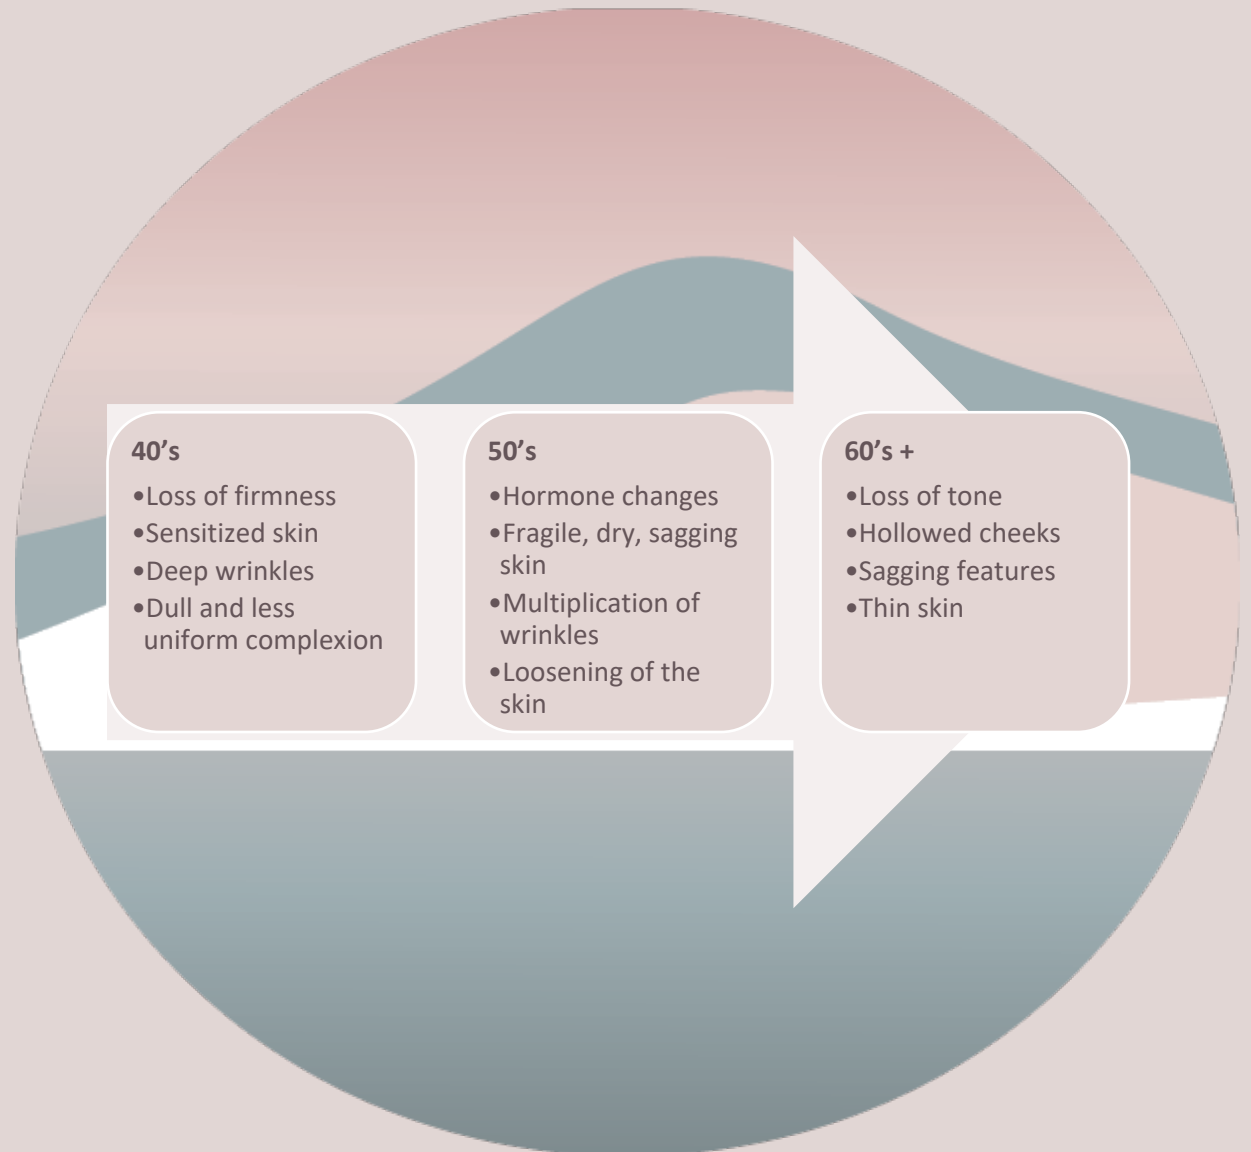 40’s
•Loss of firmness
•Sensitized skin
•Deep wrinkles
•Dull and less
uniform complexion
50’s
•Hormone changes
•Fragile, dry, sagging
skin
•Multiplication of
wrinkles
•Loosening of the
skin
60’s +
•Loss of tone
•Hollowed cheeks
•Sagging features
•Thin skin